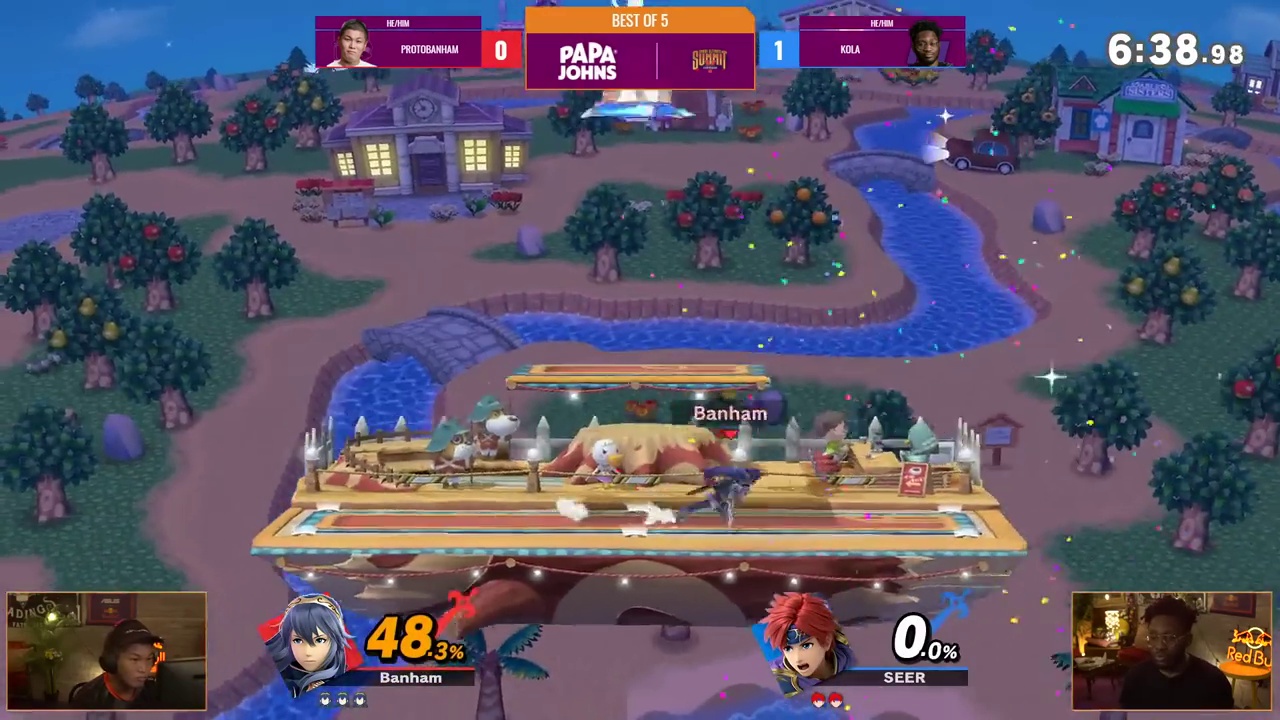 HE/HIM
PROTOBANHAM
0
BEST OF 5
PAPA JOHNS
SUMMIT
1
HE/HIM
KOLA
6:38.98
Banham
48.3%
Banham
0.0%
SEER
Red Bu